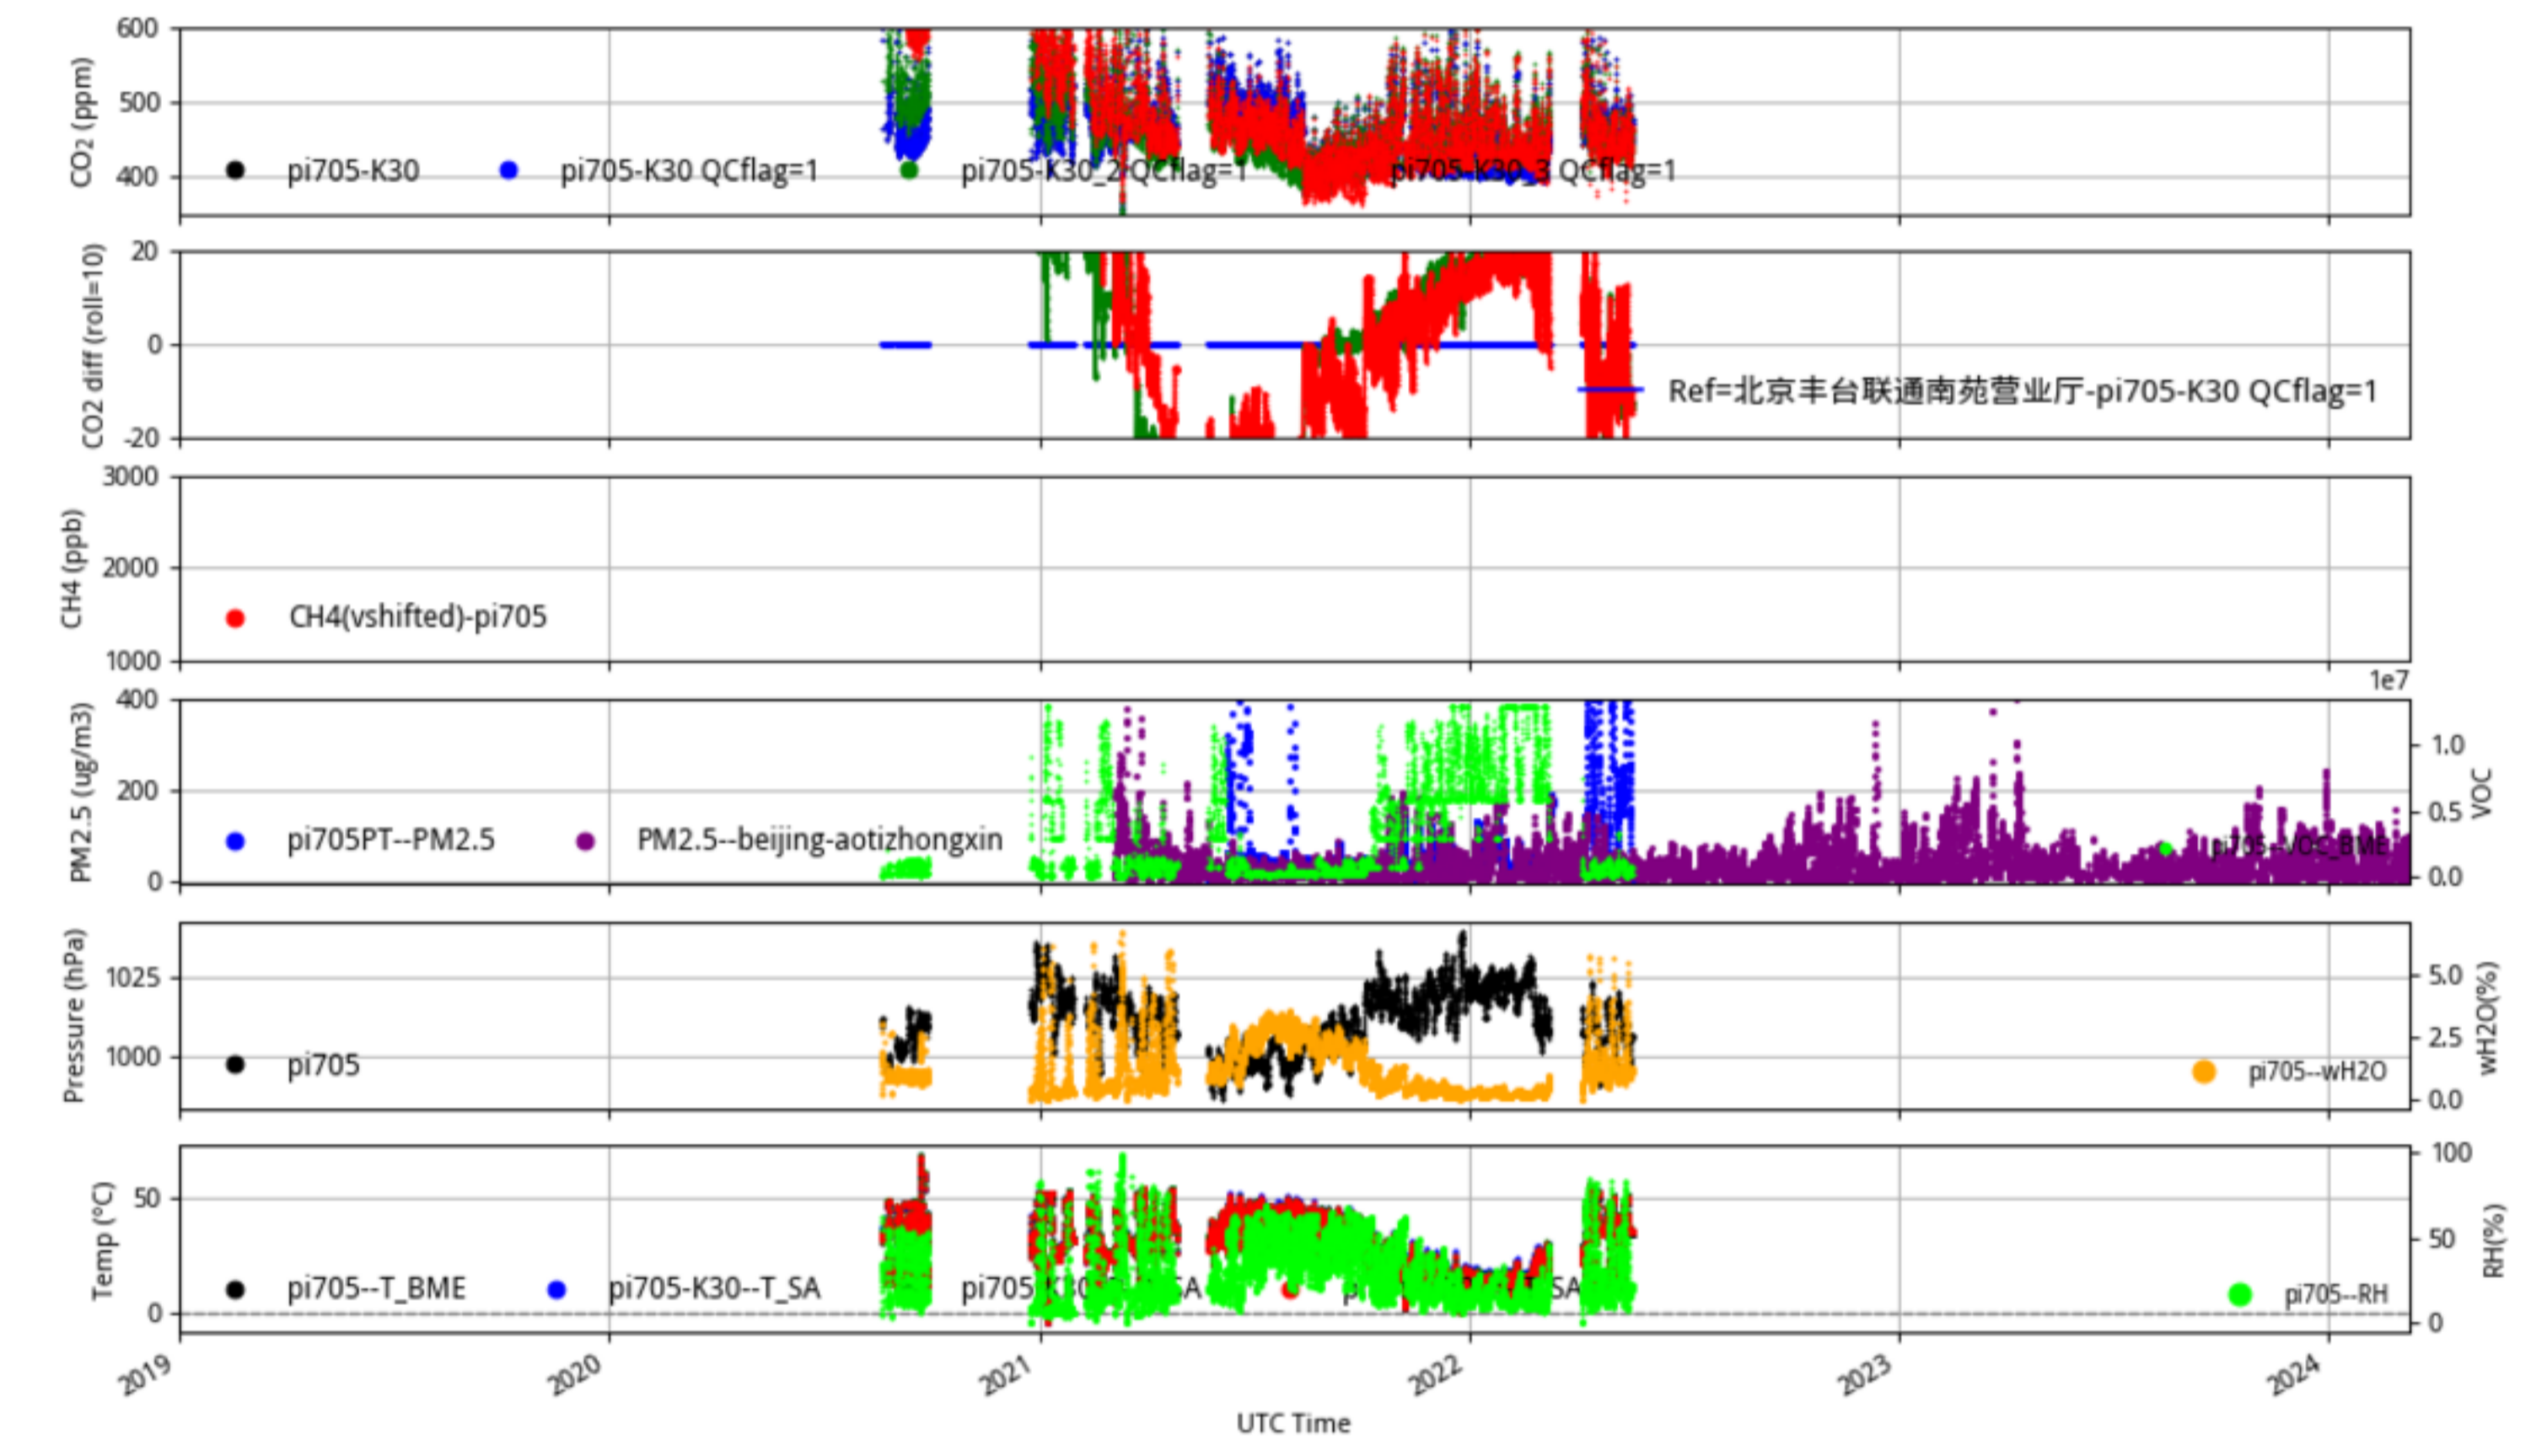 600
500
400
CO₂ (ppm)
pi705-K30
pi705-K30 QCflag=1
pi705-K30_2 QCflag=1
pi705-K30_3 QCflag=1
20
0
-20
CO2 diff (roll=10)
Ref=北京丰台联通南苑营业厅-pi705-K30 QCflag=1
3000
2000
1000
CH4 (ppb)
CH4(vshifted)-pi705
1e7
400
200
0
PM2.5 (ug/m3)
pi705PT--PM2.5
PM2.5--beijing-aotizhongxin
pi705--VOC_BME
1.0
0.5
0.0
VOC
1025
1000
Pressure (hPa)
pi705
pi705--wH2O
5.0
2.5
0.0
wH2O(%)
50
0
Temp (°C)
pi705--T_BME
pi705-K30--T_SA
pi705--RH
100
50
0
RH(%)
2019
2020
2021
2022
2023
2024
UTC Time